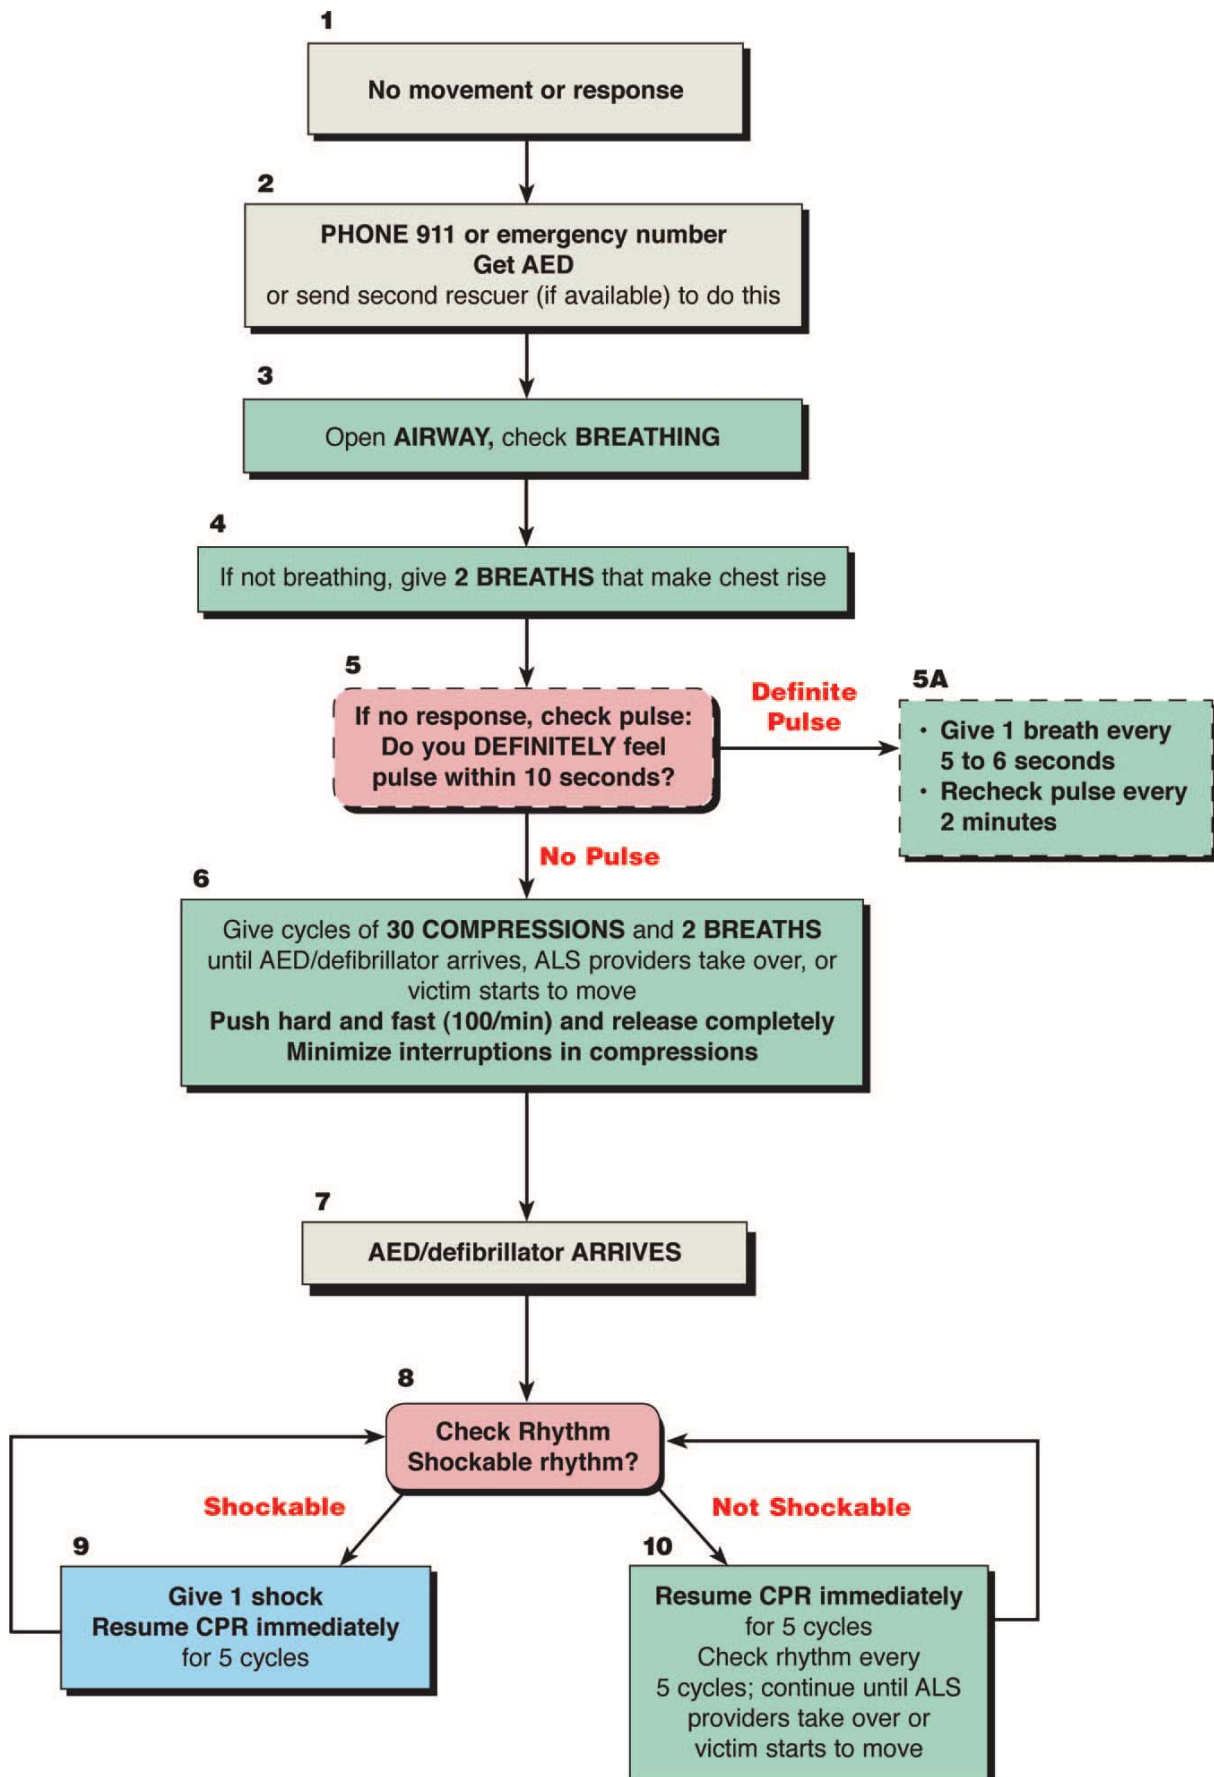 1
No movement or response
2
PHONE 911 or emergency number
Get AED
or send second rescuer (if available) to do this
3
Open AIRWAY, check BREATHING
4
If not breathing, give 2 BREATHS that make chest rise
5
If no response, check pulse:
Do you DEFINITELY feel
pulse within 10 seconds?
Definite
Pulse
5A
• Give 1 breath every
5 to 6 seconds
• Recheck pulse every
2 minutes
No Pulse
6
Give cycles of 30 COMPRESSIONS and 2 BREATHS
until AED/defibrillator arrives, ALS providers take over, or
victim starts to move
Push hard and fast (100/min) and release completely
Minimize interruptions in compressions
7
AED/defibrillator ARRIVES
8
Check Rhythm
Shockable rhythm?
Shockable
Not Shockable
9
Give 1 shock
Resume CPR immediately
for 5 cycles
10
Resume CPR immediately
for 5 cycles
Check rhythm every
5 cycles; continue until ALS
providers take over or
victim starts to move